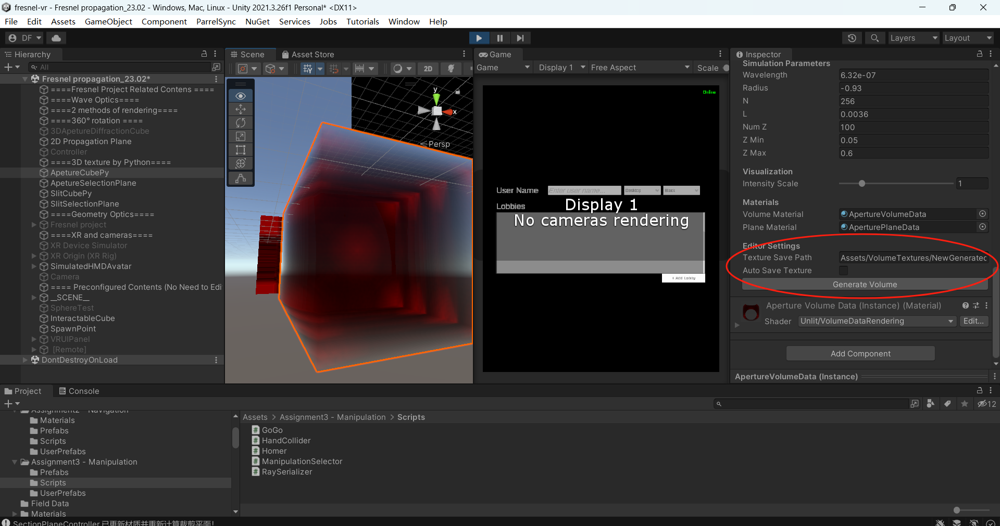 fresnel-vr - Fresnel propagation_23.02 - Windows, Mac, Linux - Unity 2021.3.26f1 Personal* <DX11>
File Edit Assets GameObject Component ParrelSync NuGet Services Jobs Tutorials Window Help
DF Layers Layout
Hierarchy
All
Fresnel propagation_23.02*
====Fresnel Project Related Contens ====
====Wave Optics====
====2 methods of rendering====
====360° rotation ====
3DApetureDiffractionCube
2D Propagation Plane
Controller
====3D texture by Python====
ApetureCubePy
ApetureSelectionPlane
SlitCubePy
SlitSelectionPlane
====Geometry Optics====
Fresnel project
====XR and cameras====
XR Device Simulator
XR Origin (XR Rig)
SimulatedHMDAvatar
Camera
==== Preconfigured Contents (No Need to Edi
__SCENE__
SphereTest
InteractableCube
SpawnPoint
VRUIPanel
[Remote]
DontDestroyOnLoad
Scene Asset Store
2D
y
x
Persp
Game
Game Display 1 Free Aspect Scale
Online
User Name Enter user name... Desktop Black
Lobbies
Display 1
No cameras rendering
+ Add Lobby
Inspector
Simulation Parameters
Wavelength 6.32e-07
Radius -0.93
N 256
L 0.0036
Num Z 100
Z Min 0.05
Z Max 0.6
Visualization
Intensity Scale 1
Materials
Volume Material ApertureVolumeData
Plane Material AperturePlaneData
Editor Settings
Texture Save Path Assets/VolumeTextures/NewGenerated
Auto Save Texture
Generate Volume
Aperture Volume Data (Instance) (Material)
Shader Unlit/VolumeDataRendering Edit...
Add Component
ApertureVolumeData (Instance)
Project Console
12
Assignment2 - Navigation
Materials
Prefabs
Scripts
UserPrefabs
Assignment3 - Manipulation
Prefabs
Scripts
UserPrefabs
Field Data
Materials
Assets > Assignment3 - Manipulation > Scripts
GoGo
HandCollider
Homer
ManipulationSelector
RaySerializer
SectionPlaneController 已更新材质并重新计算裁剪平面!